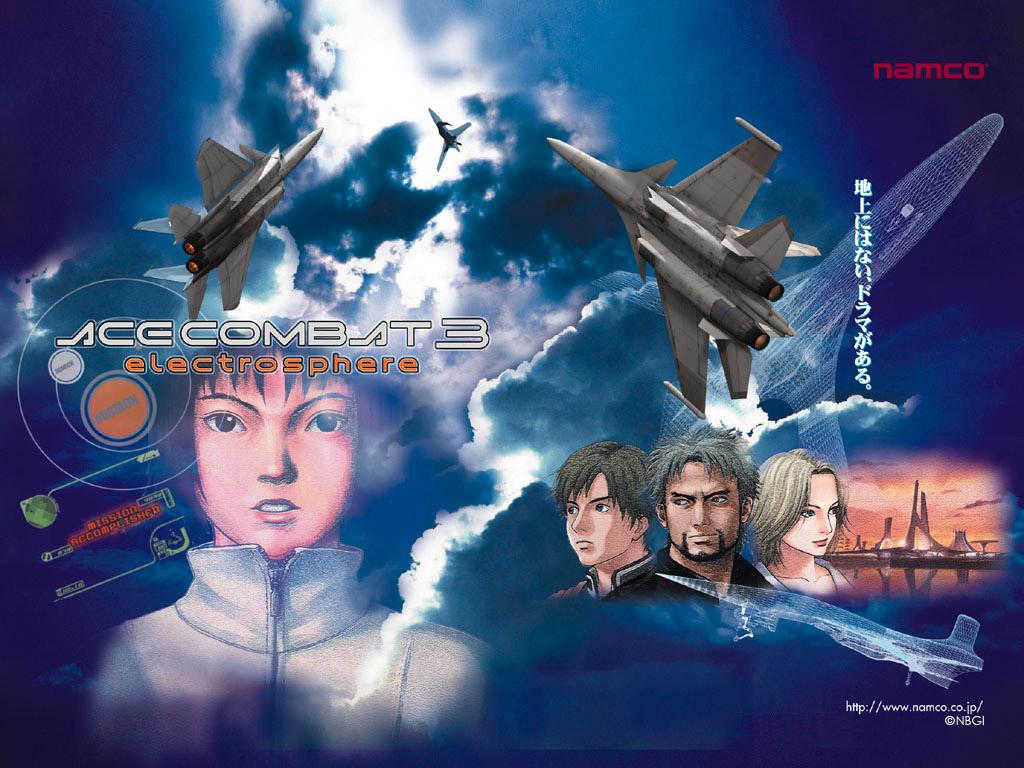 namco
地上にはない、ドラマがある。
ACE COMBAT 3
electrosphere
SEARCH
MISSION
MISSION
ACCOMPLISHED
http://www.namco.co.jp/
©NBGI